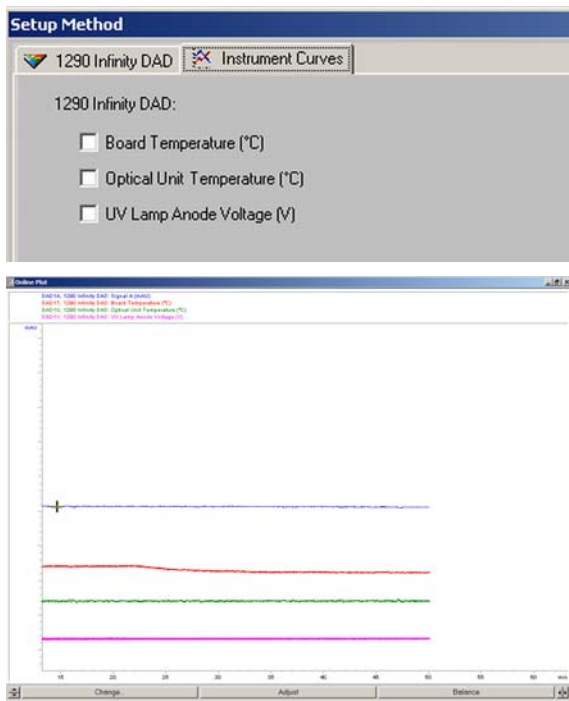 Setup Method
1290 Infinity DAD
Instrument Curves
1290 Infinity DAD:
Board Temperature (°C)
Optical Unit Temperature (°C)
UV Lamp Anode Voltage (V)
Online Plot
DAD1A, 1290 Infinity DAD: Signal A (mAU)
DAD1T, 1290 Infinity DAD: Board Temperature (°C)
DAD1U, 1290 Infinity DAD: Optical Unit Temperature (°C)
1290 Infinity DAD: UV Lamp Anode Voltage (V)
mAU
15 20 25 30 35 40 45 50 55 60 min
Change...
Adjust
Balance